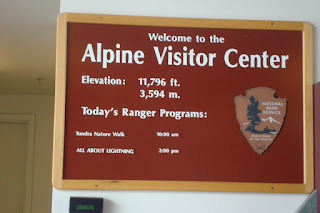 Welcome to the
Alpine Visitor Center
Elevation: 11,796 ft.
3,594 m.
Today's Ranger Programs:
Tundra Nature Walk 10:00 am
ALL ABOUT LIGHTNING 2:00 pm
NATIONAL
PARK
SERVICE